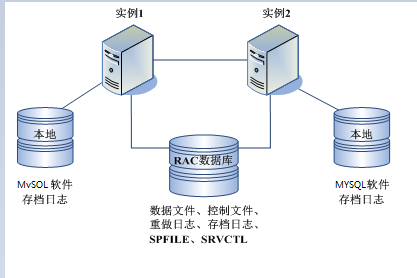 实例1
实例2
本地
本地
RAC数据库
MvSOL 软件
存档日志
MYSQL软件
存档日志
数据文件、控制文件、
重做日志、存档日志、
SPFILE、SRVCTL